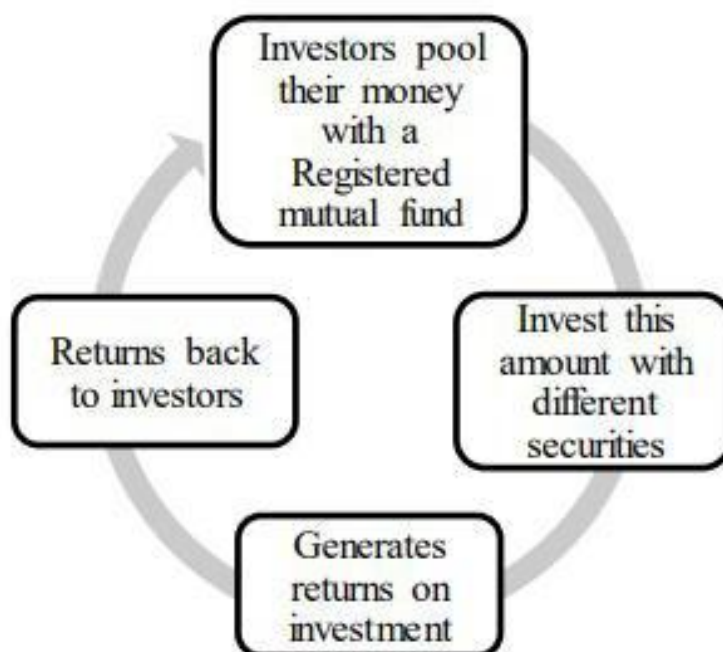 Investors pool
their money
with a
Registered
mutual fund
Invest this
amount with
different
securities
Generates
returns on
investment
Returns back
to investors